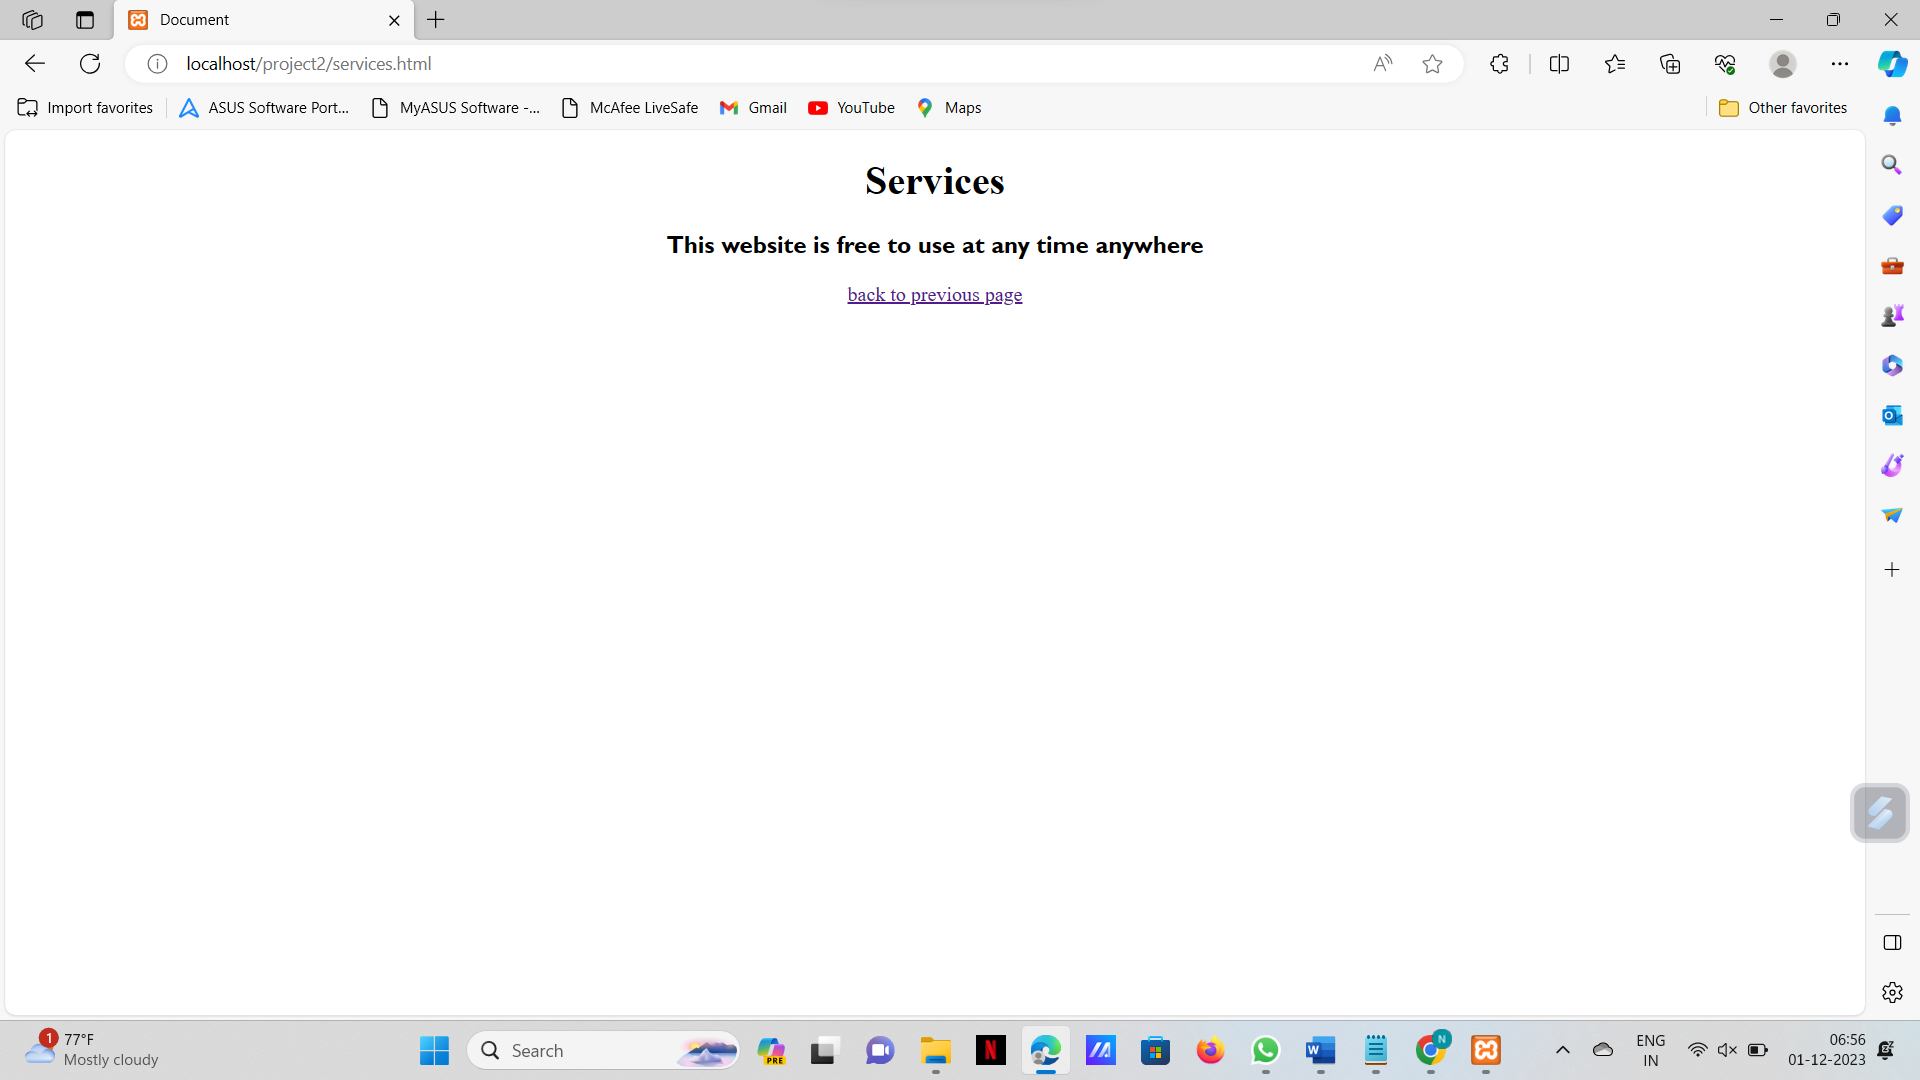 Document
localhost/project2/services.html
Import favorites
ASUS Software Port...
MyASUS Software -...
McAfee LiveSafe
Gmail
YouTube
Maps
Other favorites
Services
This website is free to use at any time anywhere
back to previous page
1
77°F
Mostly cloudy
Search
PRE
N
W
N
ENG
IN
06:56
01-12-2023